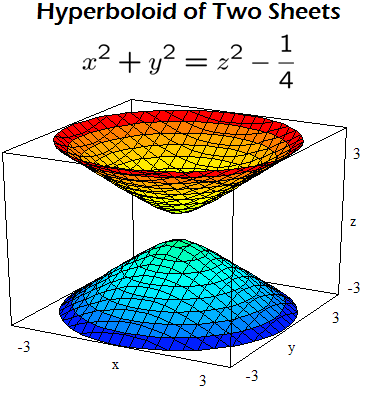 Hyperboloid of Two Sheets
x² + y² = z² − 1/4
3
z
-3
3
y
-3
-3
x
3